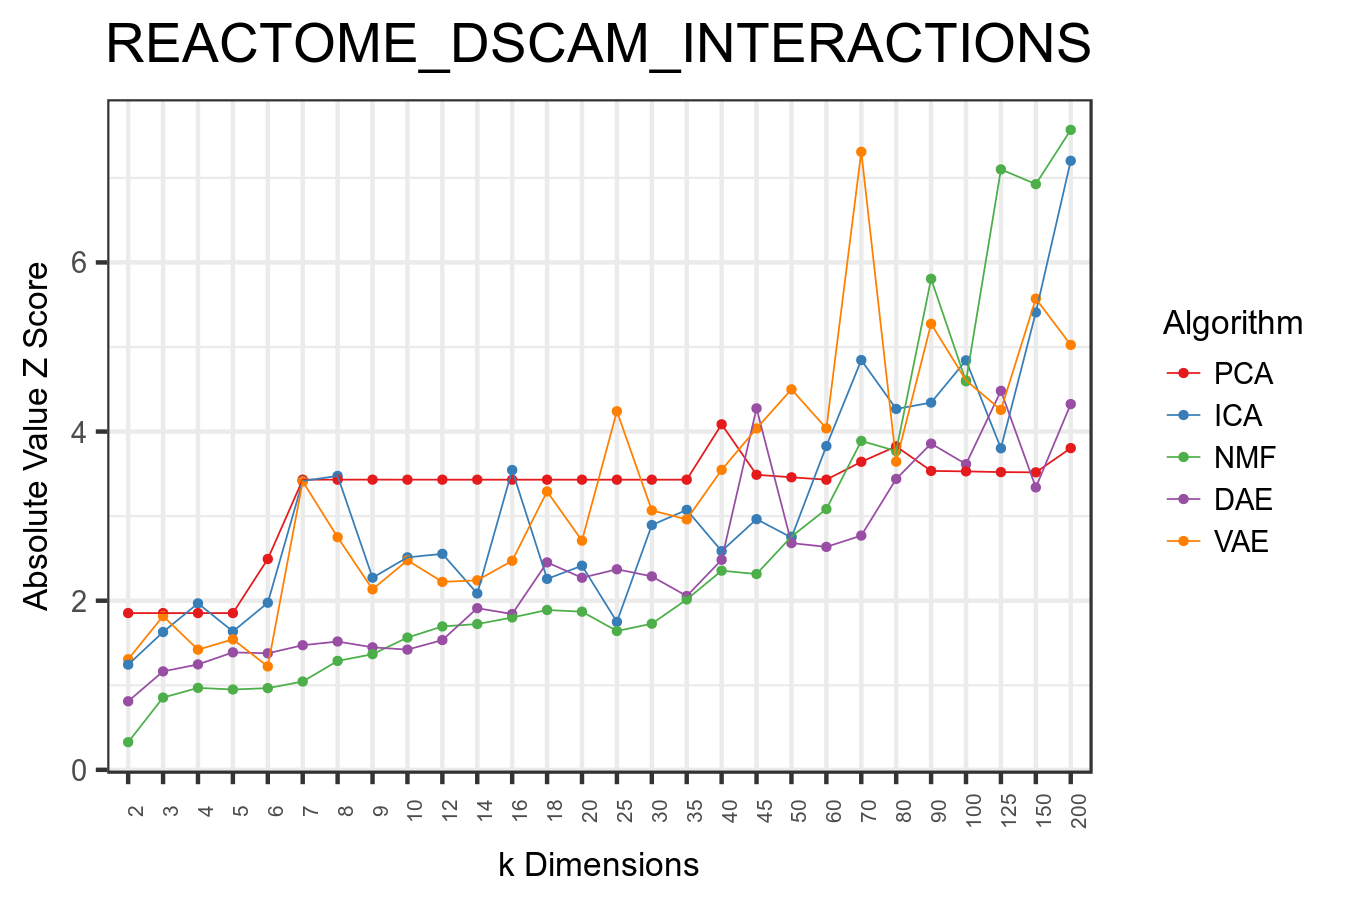 REACTOME_DSCAM_INTERACTIONS
Absolute Value Z Score
6
4
2
0
2 3 4 5 6 7 8 9 10 12 14 16 18 20 25 30 35 40 45 50 60 70 80 90 100 125 150 200
k Dimensions
Algorithm
PCA
ICA
NMF
DAE
VAE